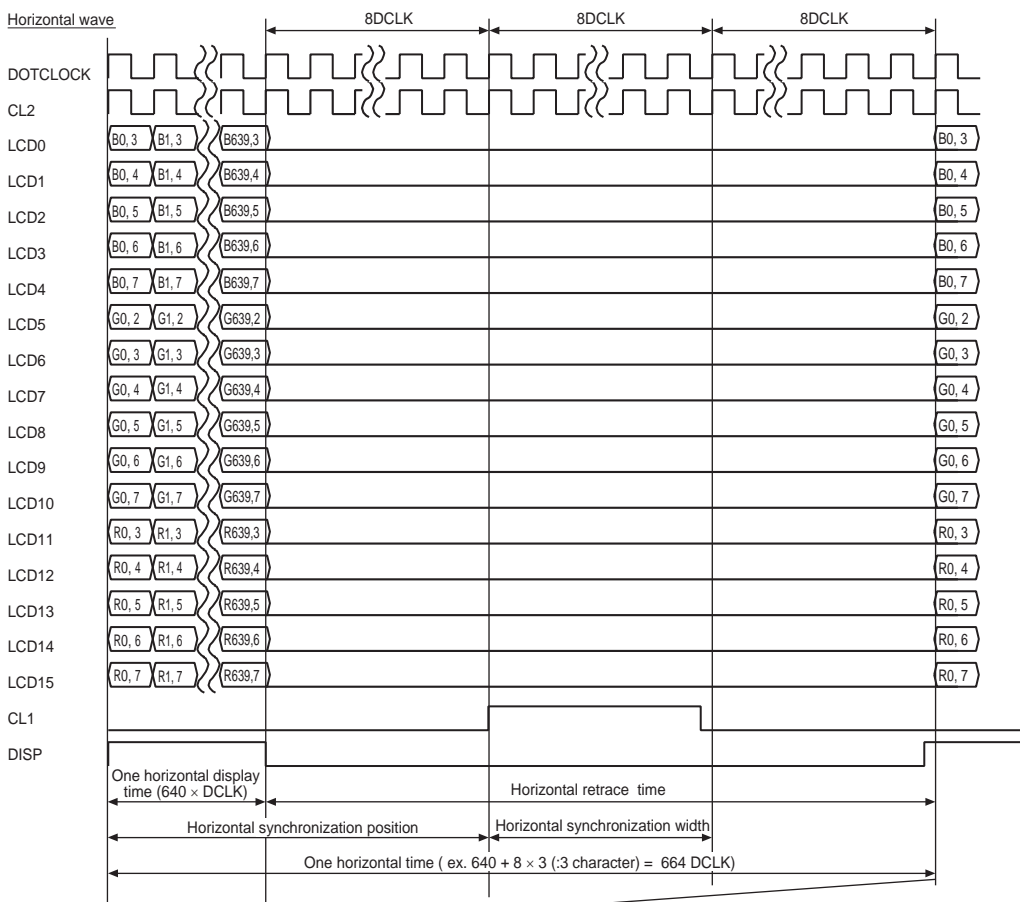 Horizontal wave
8DCLK 8DCLK 8DCLK
DOTCLOCK
CL2
LCD0 B0, 3 B1, 3 B639,3 B0, 3
LCD1 B0, 4 B1, 4 B639,4 B0, 4
LCD2 B0, 5 B1, 5 B639,5 B0, 5
LCD3 B0, 6 B1, 6 B639,6 B0, 6
LCD4 B0, 7 B1, 7 B639,7 B0, 7
LCD5 G0, 2 G1, 2 G639,2 G0, 2
LCD6 G0, 3 G1, 3 G639,3 G0, 3
LCD7 G0, 4 G1, 4 G639,4 G0, 4
LCD8 G0, 5 G1, 5 G639,5 G0, 5
LCD9 G0, 6 G1, 6 G639,6 G0, 6
LCD10 G0, 7 G1, 7 G639,7 G0, 7
LCD11 R0, 3 R1, 3 R639,3 R0, 3
LCD12 R0, 4 R1, 4 R639,4 R0, 4
LCD13 R0, 5 R1, 5 R639,5 R0, 5
LCD14 R0, 6 R1, 6 R639,6 R0, 6
LCD15 R0, 7 R1, 7 R639,7 R0, 7
CL1
DISP
One horizontal display
time (640 × DCLK)
Horizontal retrace time
Horizontal synchronization position
Horizontal synchronization width
One horizontal time ( ex. 640 + 8 × 3 (:3 character) = 664 DCLK)